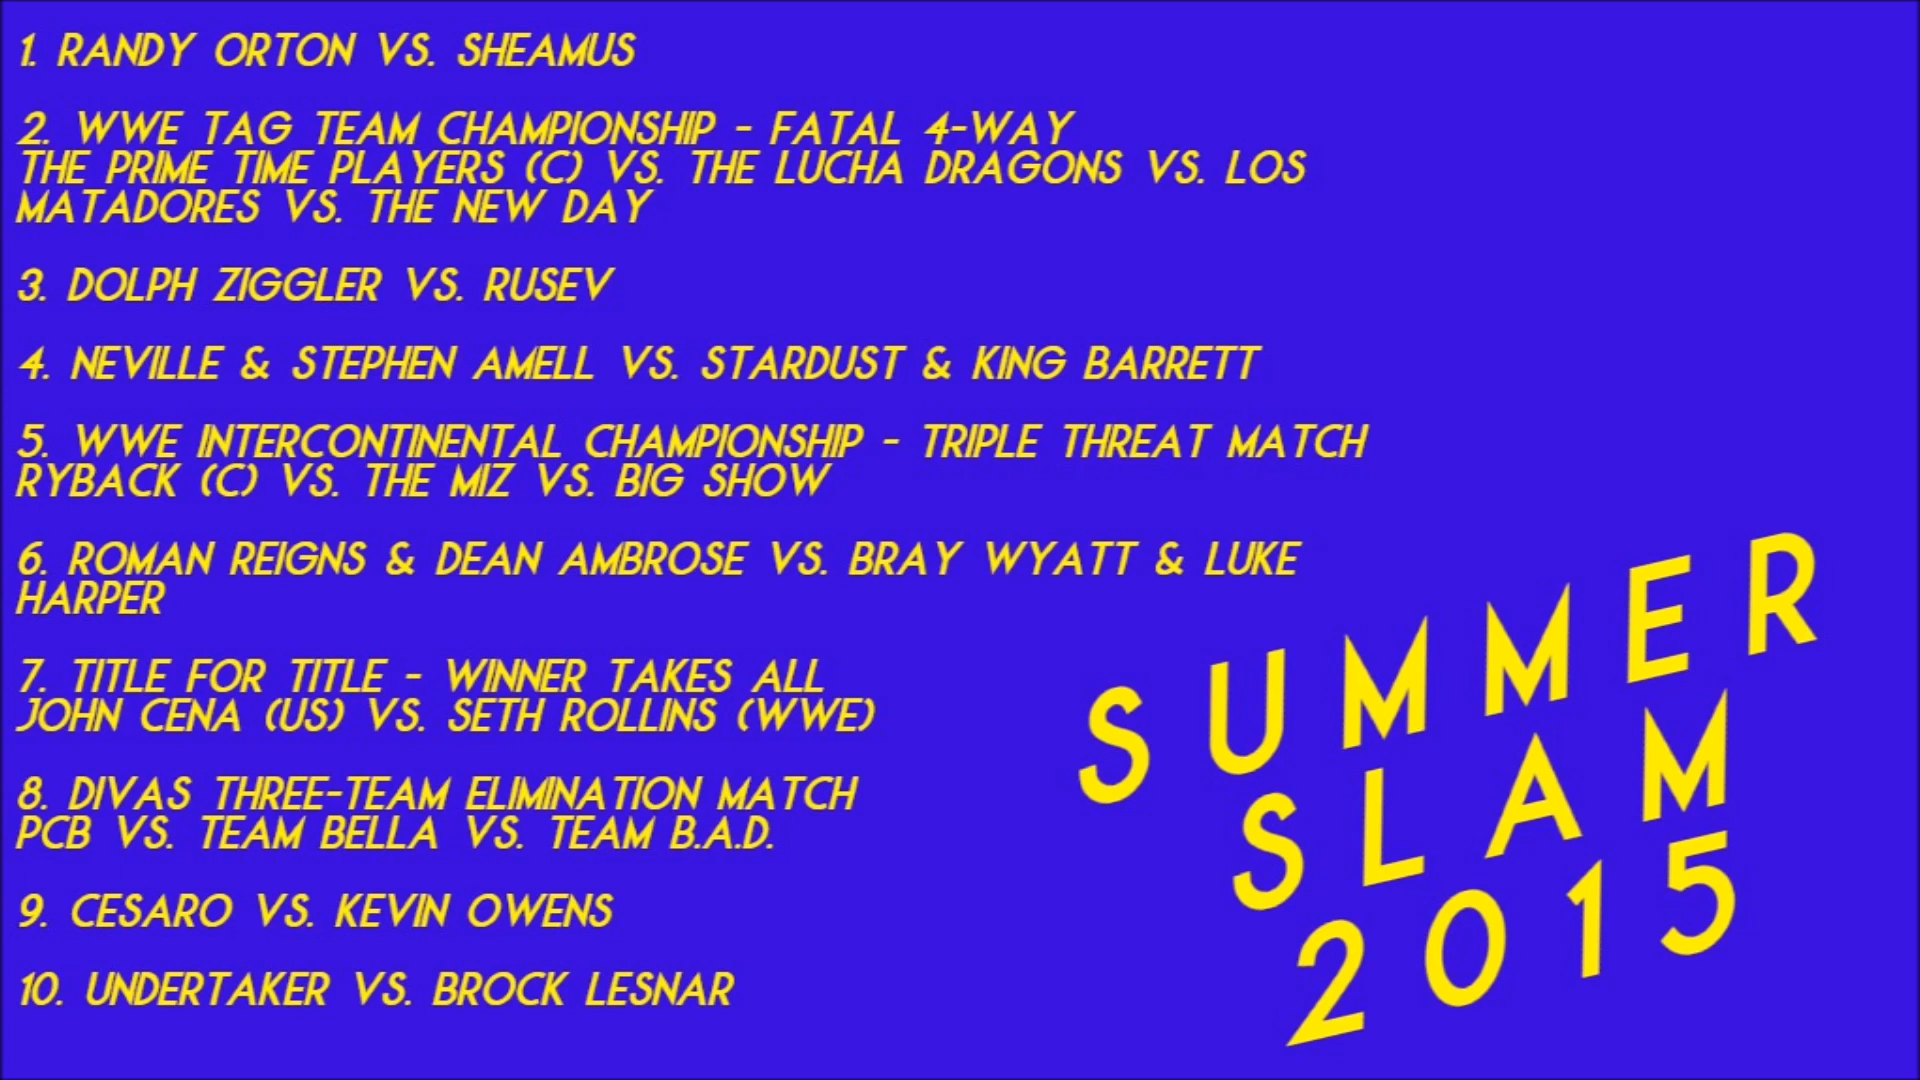 1. RANDY ORTON VS. SHEAMUS
2. WWE TAG TEAM CHAMPIONSHIP - FATAL 4-WAY
THE PRIME TIME PLAYERS (C) VS. THE LUCHA DRAGONS VS. LOS
MATADORES VS. THE NEW DAY
3. DOLPH ZIGGLER VS. RUSEV
4. NEVILLE & STEPHEN AMELL VS. STARDUST & KING BARRETT
5. WWE INTERCONTINENTAL CHAMPIONSHIP - TRIPLE THREAT MATCH
RYBACK (C) VS. THE MIZ VS. BIG SHOW
6. ROMAN REIGNS & DEAN AMBROSE VS. BRAY WYATT & LUKE
HARPER
7. TITLE FOR TITLE - WINNER TAKES ALL
JOHN CENA (US) VS. SETH ROLLINS (WWE)
8. DIVAS THREE-TEAM ELIMINATION MATCH
PCB VS. TEAM BELLA VS. TEAM B.A.D.
9. CESARO VS. KEVIN OWENS
10. UNDERTAKER VS. BROCK LESNAR
SUMMER
SLAM
2015